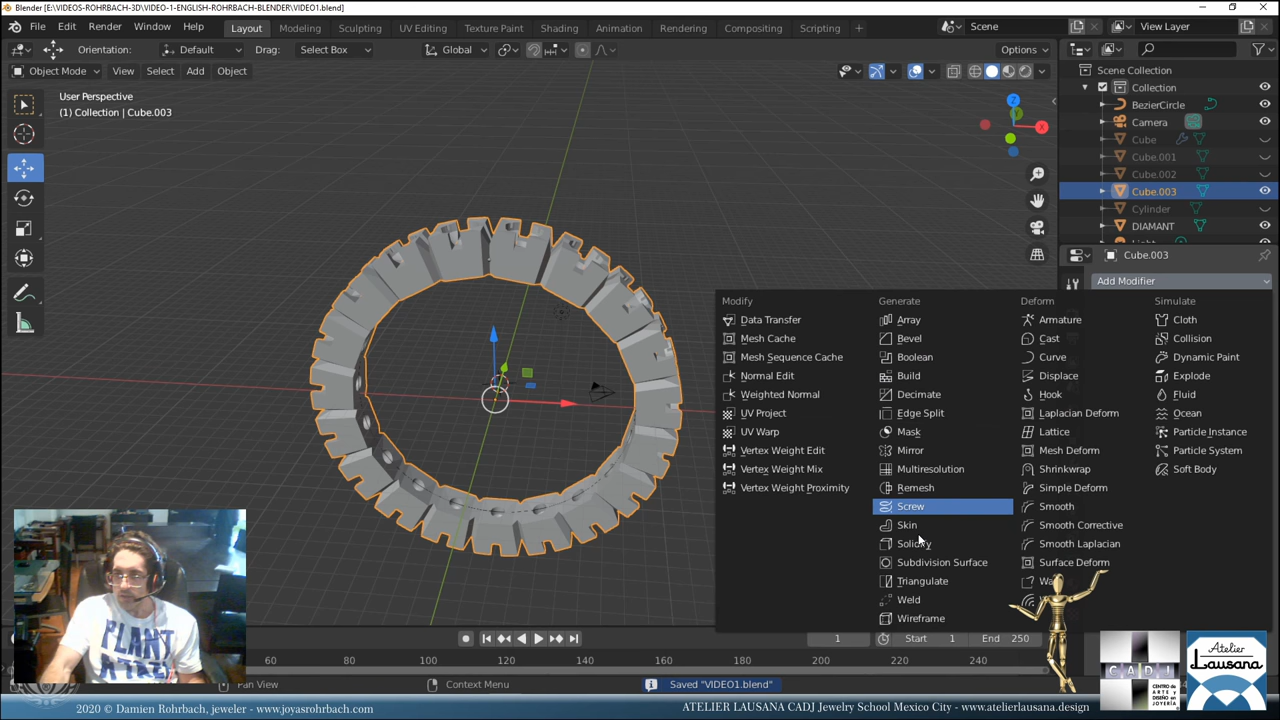 Blender [E:\VIDEOS-ROHRBACH-3D\VIDEO-1-ENGLISH-ROHRBACH-BLENDER\VIDEO1.blend]
File Edit Render Window Help Layout Modeling Sculpting UV Editing Texture Paint Shading Animation Rendering Compositing Scripting + Scene View Layer
Orientation: Default Drag: Select Box Global Options
Object Mode View Select Add Object
Scene Collection
Collection
BezierCircle
Camera
Cube
Cube.001
Cube.002
Cube.003
Cylinder
DIAMANT
User Perspective
(1) Collection | Cube.003
Z
X
Cube.003
Add Modifier
Modify
Data Transfer
Mesh Cache
Mesh Sequence Cache
Normal Edit
Weighted Normal
UV Project
UV Warp
Vertex Weight Edit
Vertex Weight Mix
Vertex Weight Proximity
Generate
Array
Bevel
Boolean
Build
Decimate
Edge Split
Mask
Mirror
Multiresolution
Remesh
Screw
Skin
Solidify
Subdivision Surface
Triangulate
Weld
Wireframe
Deform
Armature
Cast
Curve
Displace
Hook
Laplacian Deform
Lattice
Mesh Deform
Shrinkwrap
Simple Deform
Smooth
Smooth Corrective
Smooth Laplacian
Surface Deform
Simulate
Cloth
Collision
Dynamic Paint
Explode
Fluid
Ocean
Particle Instance
Particle System
Soft Body
PLANT
1 Start 1 End 250
60 80 100 120 140 160 180 200 220 240
Pan View Context Menu Saved "VIDEO1.blend"
CADJ
CENTRO DE
ARTE Y
DISEÑO EN
JOYERÍA
Atelier
Lausana
2020 © Damien Rohrbach, jeweler - www.joyasrohrbach.com
ATELIER LAUSANA CADJ Jewelry School Mexico City - www.atelierlausana.design